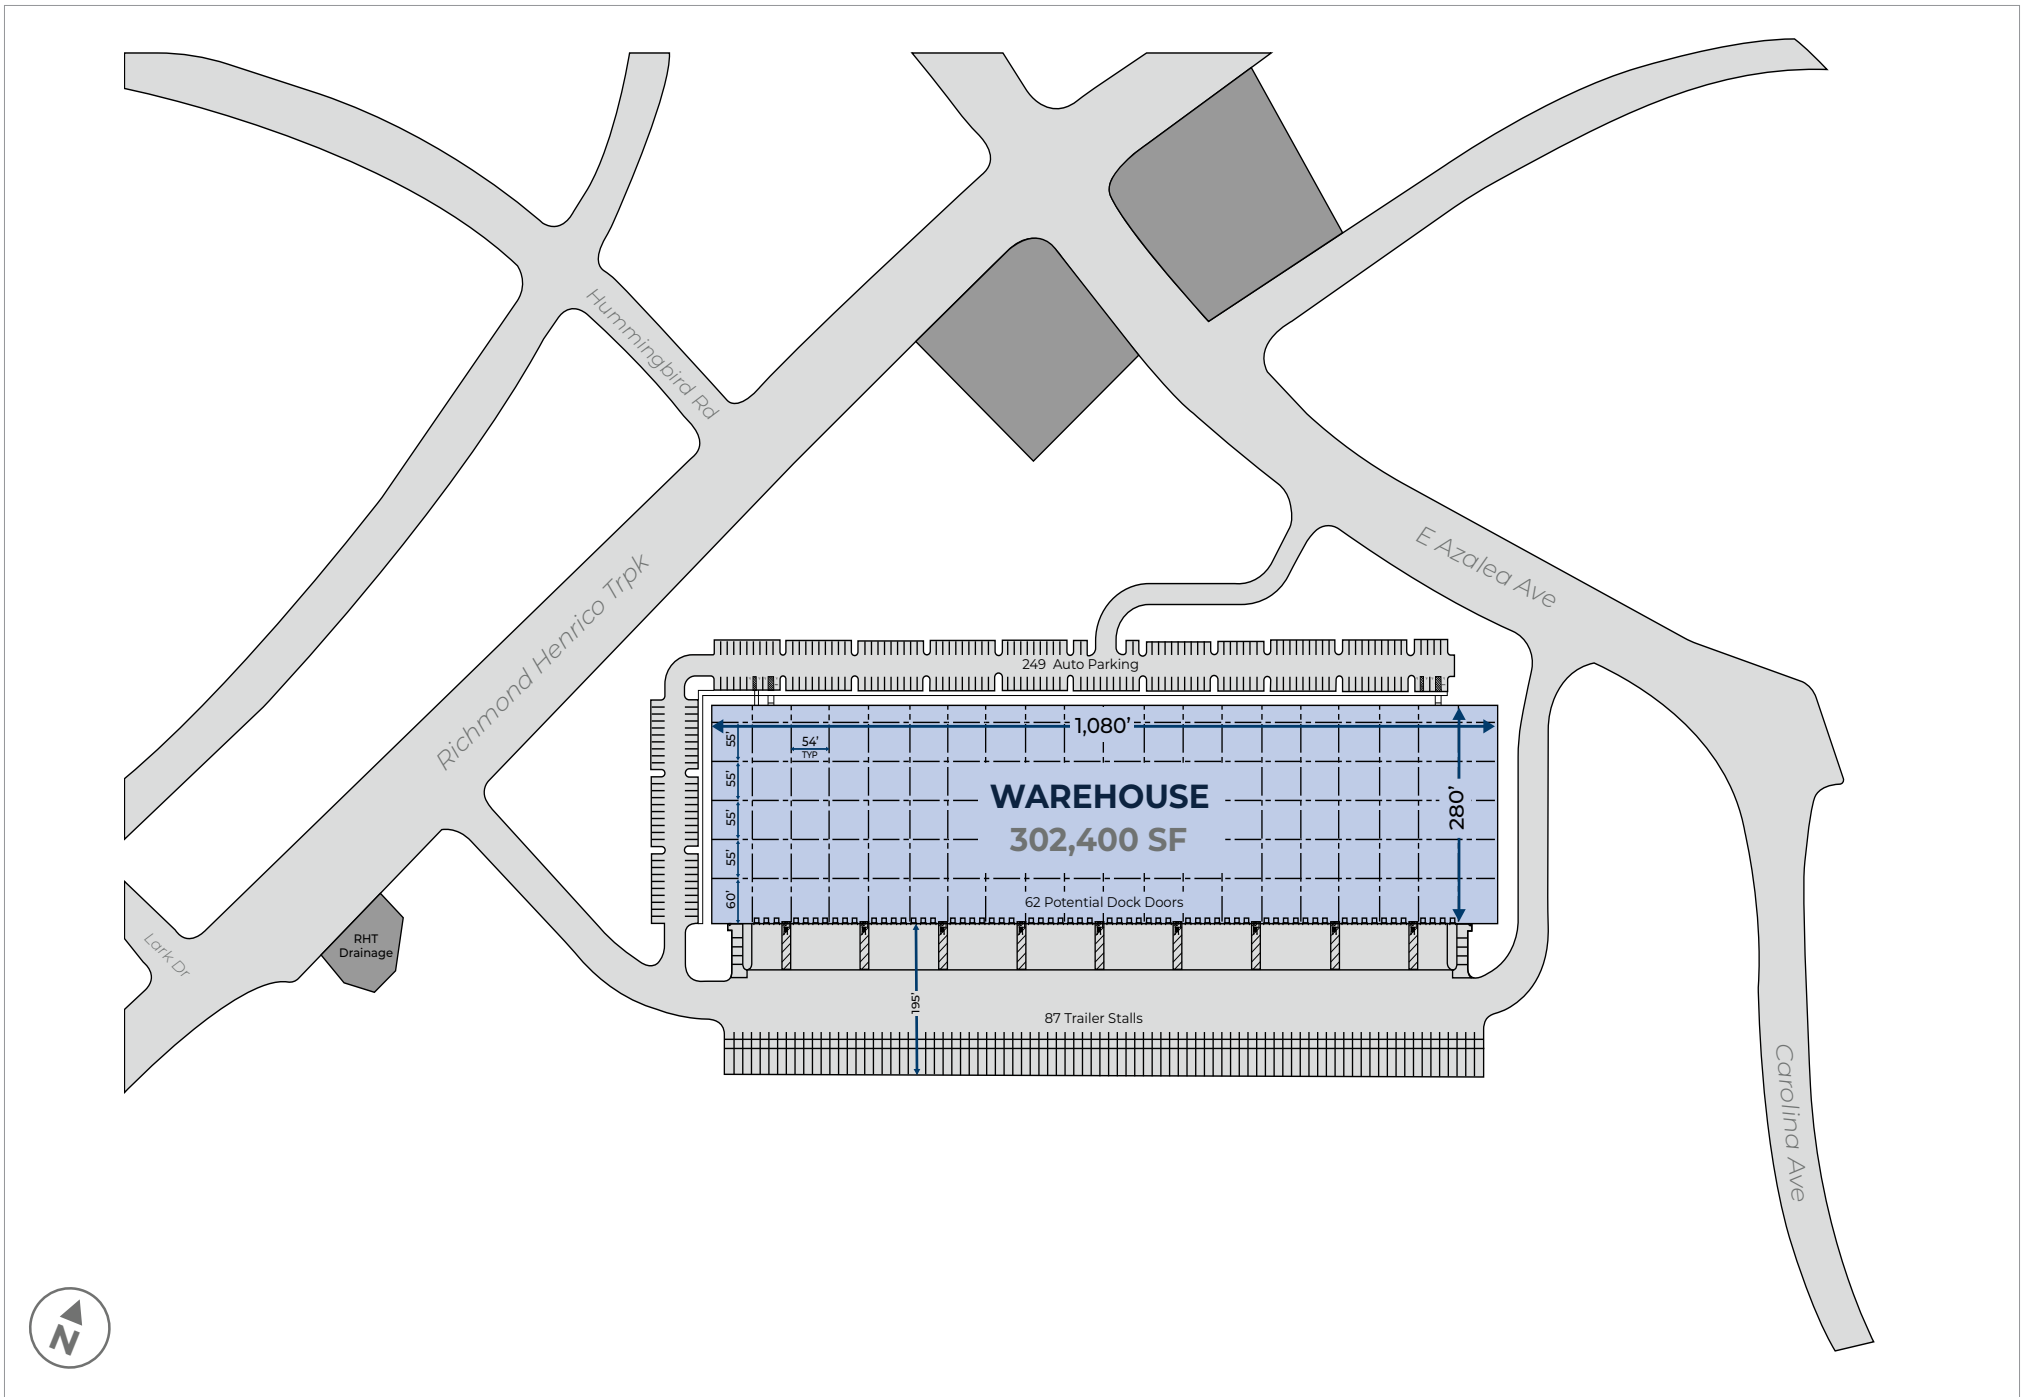 Hummingbird Rd
E Azalea Ave
Richmond Henrico Trpk
249  Auto Parking
1,080’
55’
54’
TYP
55’
WAREHOUSE
280’
55’
302,400 SF
55’
60’
62 Potential Dock Doors
RHT
Drainage
Lark Dr
195’
87 Trailer Stalls
Carolina Ave
N